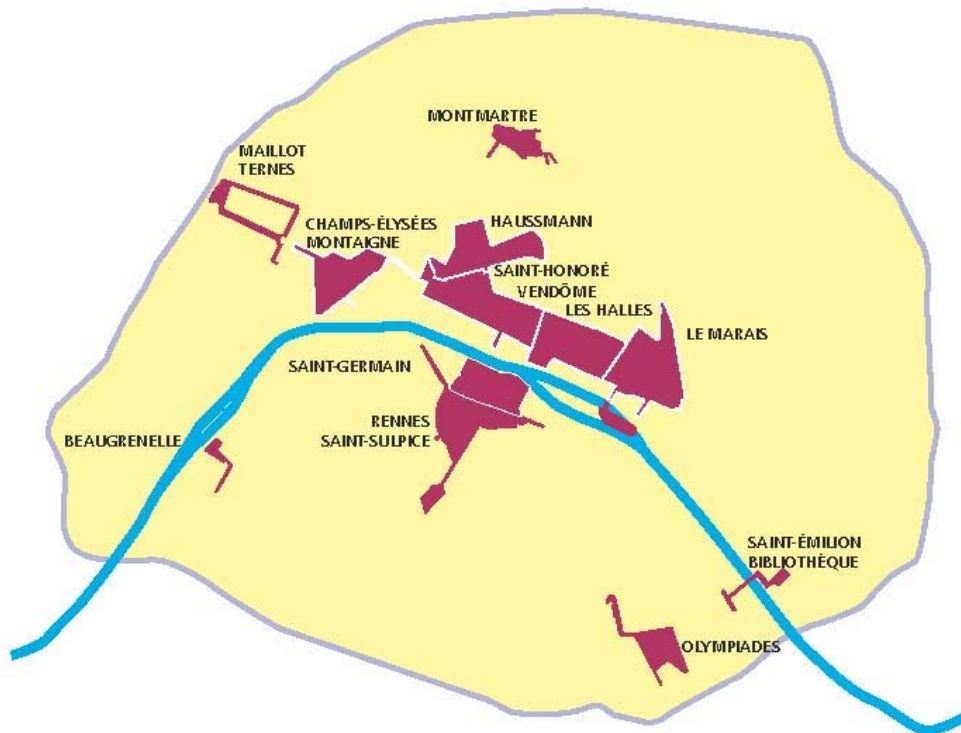 MONTMARTRE
MAILLOT
TERNES
CHAMPS-ÉLYSÉES
MONTAIGNE
HAUSSMANN
SAINT-HONORÉ
VENDÔME
LES HALLES
LE MARAIS
SAINT-GERMAIN
RENNES
SAINT-SULPICE
BEAUGRENELLE
SAINT-ÉMILION
BIBLIOTHÈQUE
OLYMPIADES